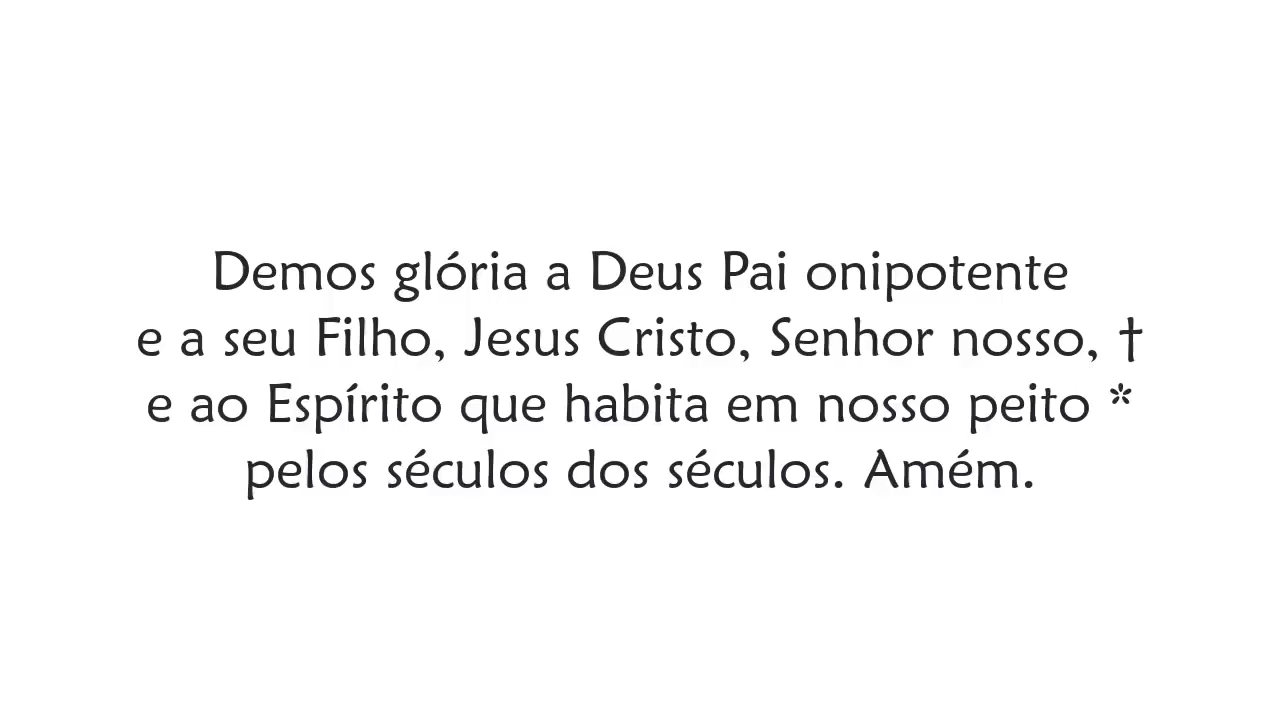 Demos glória a Deus Pai onipotente
e a seu Filho, Jesus Cristo, Senhor nosso, †
e ao Espírito que habita em nosso peito *
pelos séculos dos séculos. Amém.